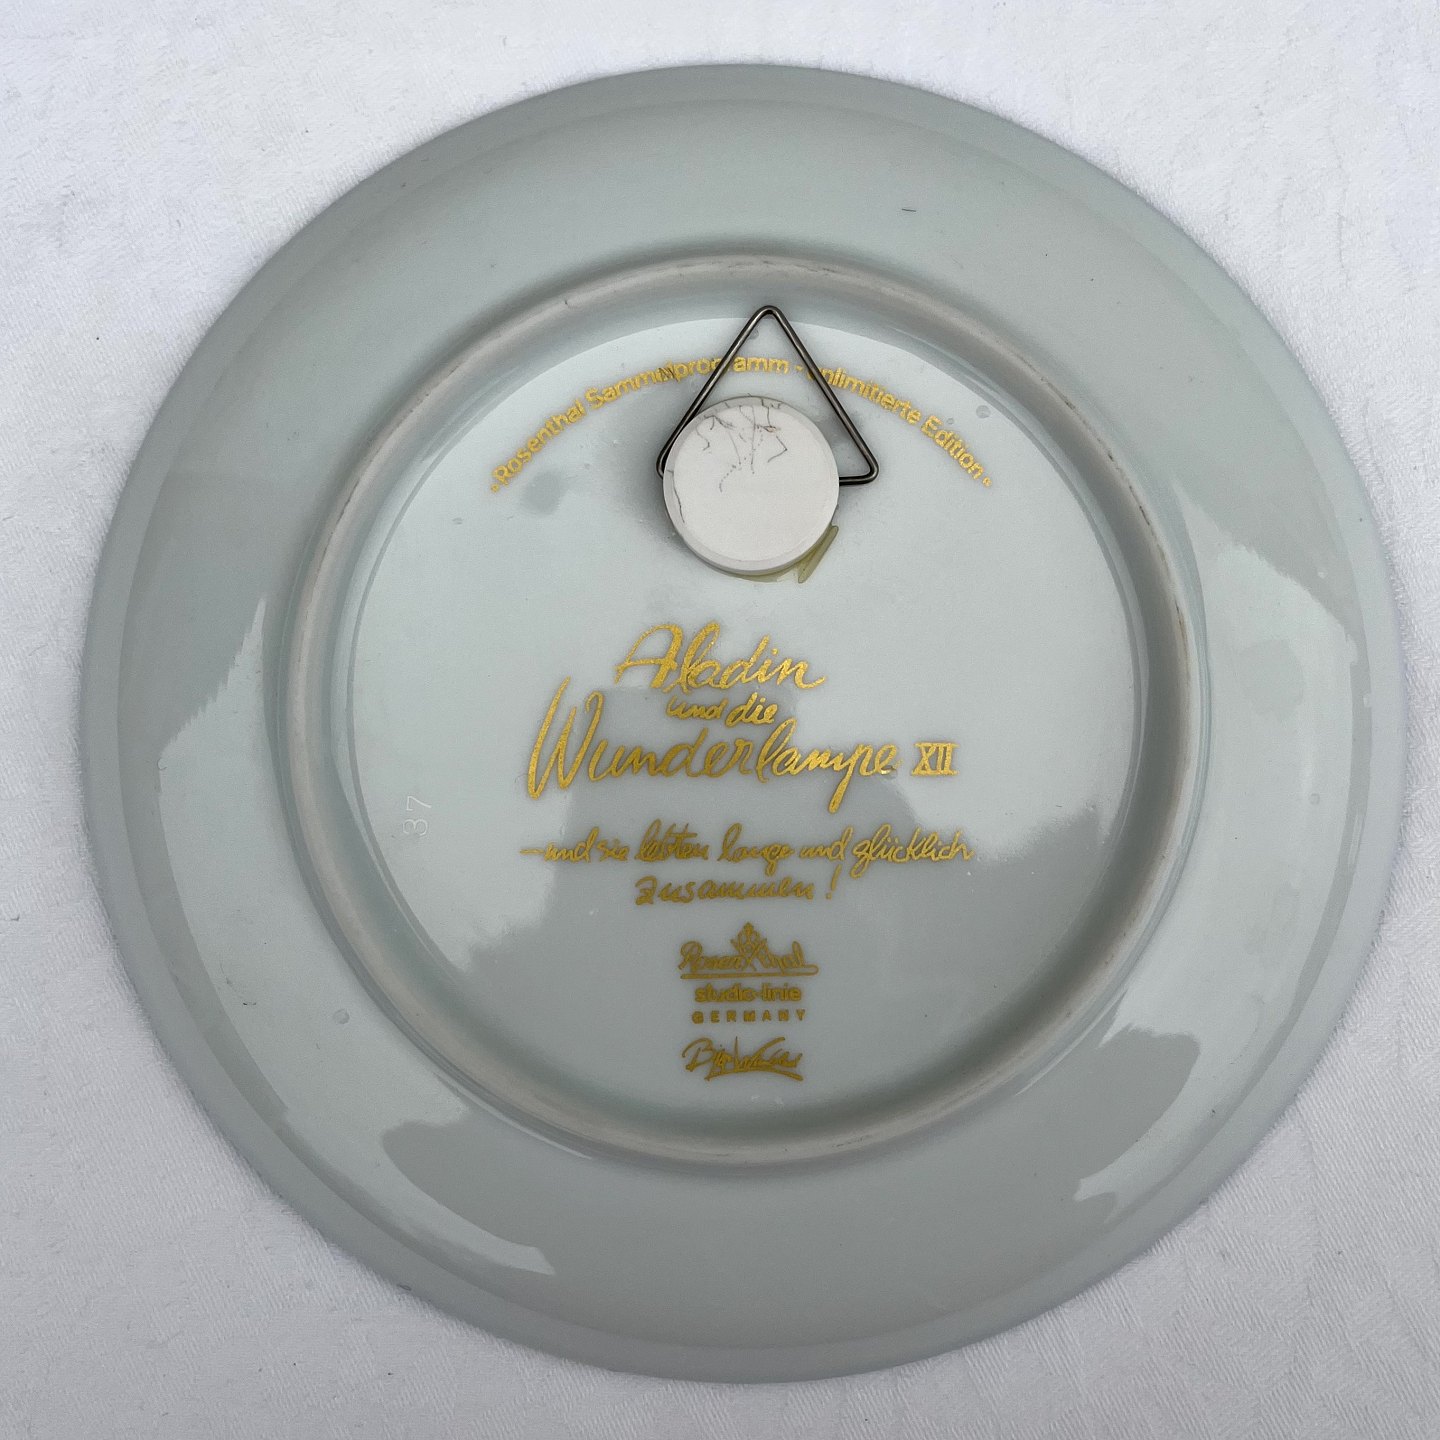 ·Rosenthal Sammelprogramm - unlimitierte Edition·
Aladin
und die
Wunderlampe XII
37
– und sie lebten lange und glücklich
zusammen!
Rosenthal
studio-linie
GERMANY